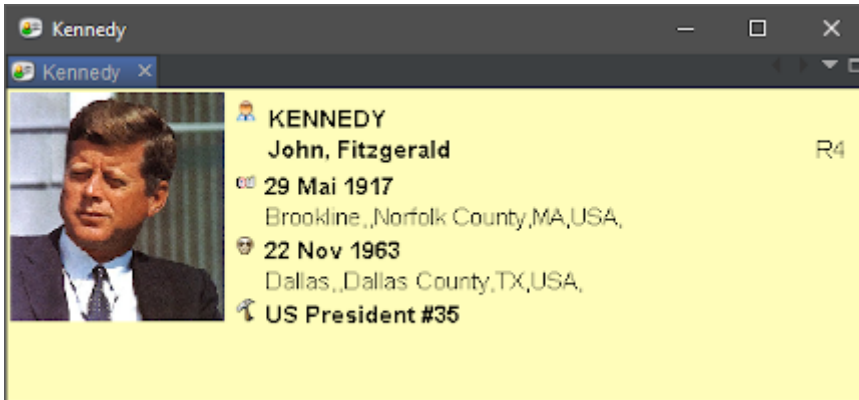 Kennedy
Kennedy
KENNEDY
John, Fitzgerald R4
29 Mai 1917
Brookline,,Norfolk County,MA,USA,
22 Nov 1963
Dallas,,Dallas County,TX,USA,
US President #35